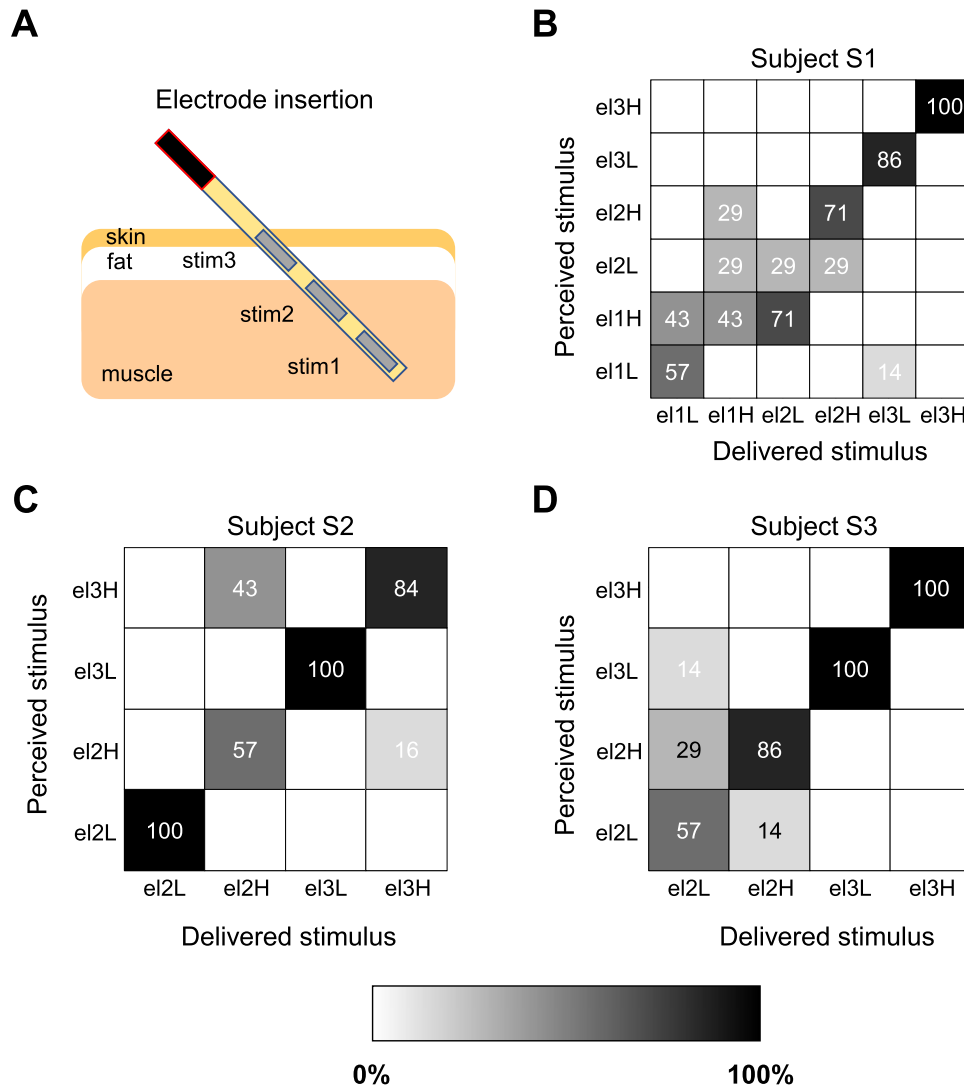 A
Electrode insertion
skin
fat
stim3
stim2
stim1
muscle
B
Subject S1
Perceived stimulus
el3H 100
el3L 86
el2H 29 71
el2L 29 29 29
el1H 43 43 71
el1L 57 14
el1L el1H el2L el2H el3L el3H
Delivered stimulus
C
Subject S2
Perceived stimulus
el3H 43 84
el3L 100
el2H 57 16
el2L 100
el2L el2H el3L el3H
Delivered stimulus
D
Subject S3
Perceived stimulus
el3H 100
el3L 14 100
el2H 29 86
el2L 57 14
el2L el2H el3L el3H
Delivered stimulus
0% 100%